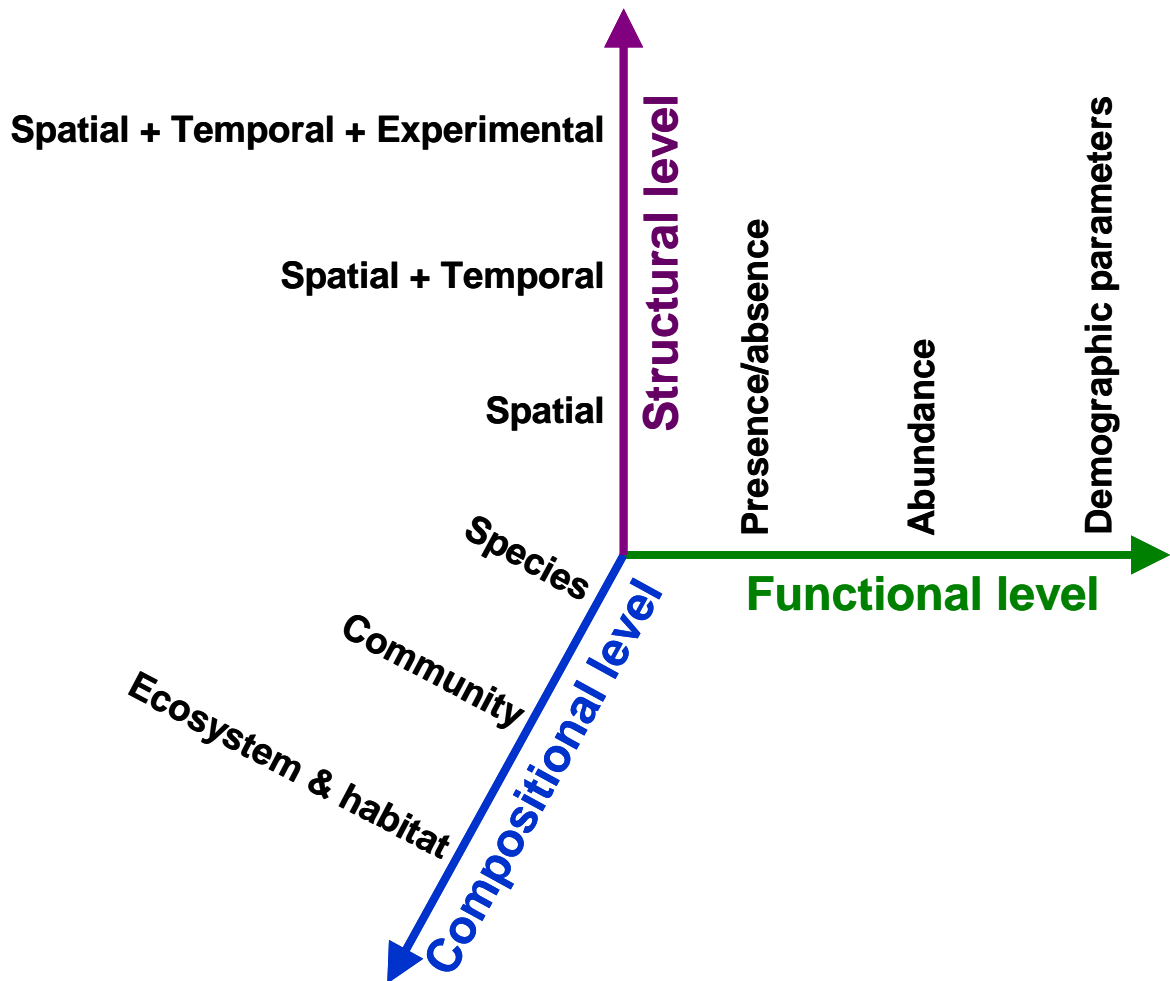 Spatial + Temporal + Experimental
Spatial + Temporal
Spatial
Structural level
Presence/absence
Abundance
Demographic parameters
Functional level
Species
Community
Ecosystem & habitat
Compositional level